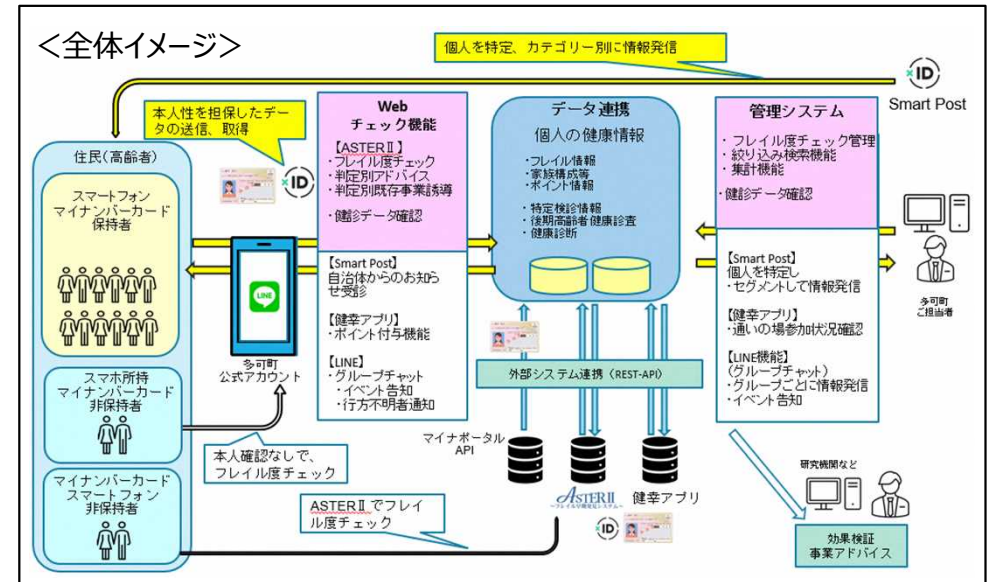 <全体イメージ>
個人を特定、カテゴリー別に情報発信
×ID
Smart Post
本人性を担保したデー
タの送信、取得
×ID
住民(高齢者)
スマートフォン
マイナンバーカード
保持者
スマホ所持
マイナンバーカード
非保持者
マイナンバーカード
スマートフォン
非保持者
LINE
多可町
公式アカウント
本人確認なしで、
フレイル度チェック
ASTERⅡでフレイ
ル度チェック
Web
チェック機能
【ASTERⅡ】
・フレイル度チェック
・判定別アドバイス
・判定別既存事業誘導
・健診データ確認
【Smart Post】
自治体からのお知ら
せ受診
【健幸アプリ】
・ポイント付与機能
【LINE】
・グループチャット
・イベント告知
・行方不明者通知
データ連携
個人の健康情報
・フレイル情報
・家族構成等
・ポイント情報
・特定検診情報
・後期高齢者健康診査
・健康診断
外部システム連携（REST-API）
マイナポータル
API
ASTERⅡ
～フレイル早期発見システム～
健幸アプリ
×ID
管理システム
・フレイル度チェック管理
・絞り込み検索機能
・集計機能
・健診データ確認
【Smart Post】
個人を特定し
・セグメントして情報発信
【健幸アプリ】
・通いの場参加状況確認
【LINE機能】
(グループチャット)
・グループごとに情報発信
・イベント告知
多可町
ご担当者
研究機関など
効果検証
事業アドバイス